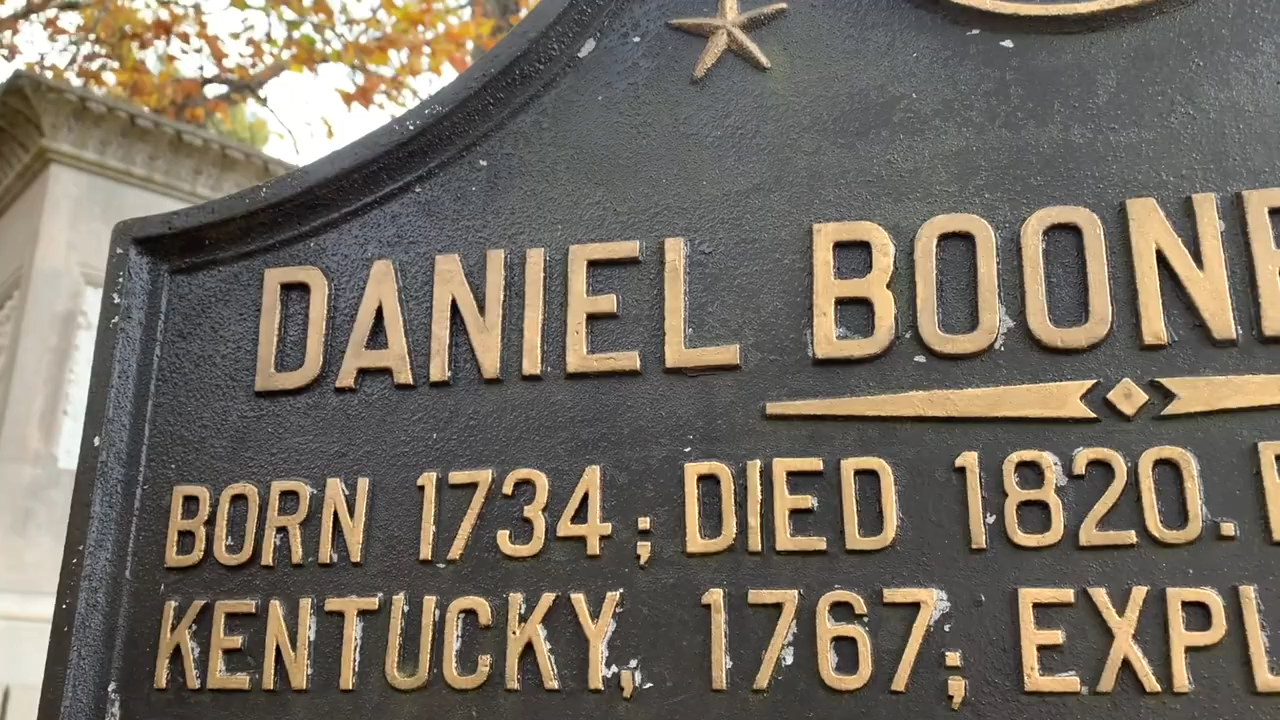 DANIEL BOONE
BORN 1734; DIED 1820.
KENTUCKY, 1767; EXPL